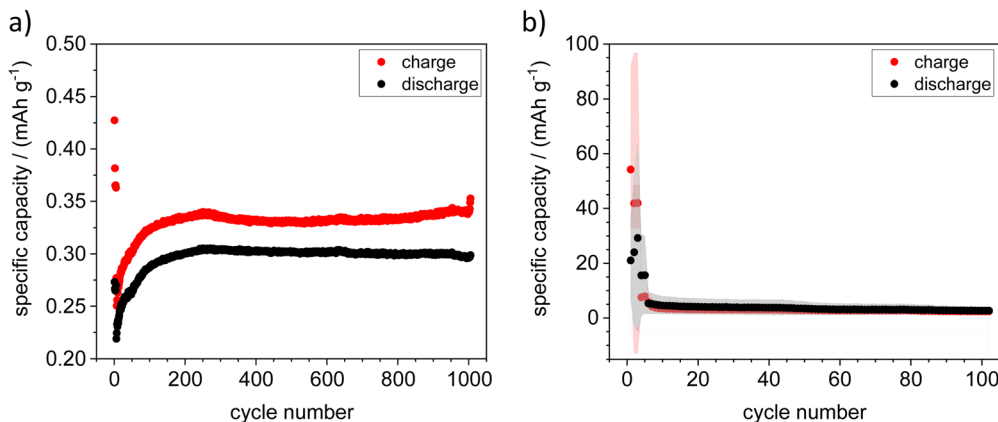 a)
specific capacity / (mAh g⁻¹)
0.50
0.45
0.40
0.35
0.30
0.25
0.20
charge
discharge
0
200
400
600
800
1000
cycle number
b)
specific capacity / (mAh g⁻¹)
100
80
60
40
20
0
charge
discharge
0
20
40
60
80
100
cycle number